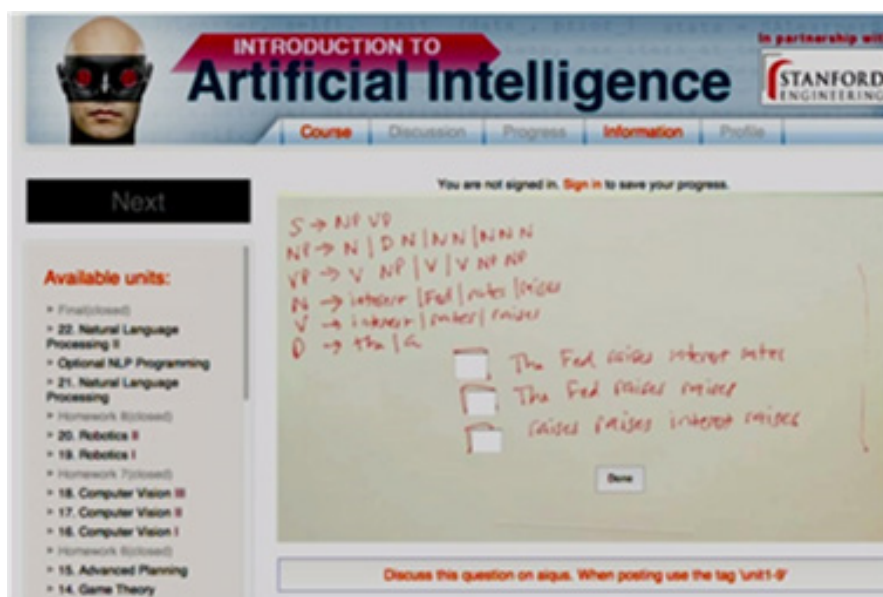 In partnership with
INTRODUCTION TO
Artificial Intelligence
STANFORD
ENGINEERING
Course
Discussion
Progress
Information
Profile
You are not signed in. Sign in to save your progress.
Next
Available units:
Final(closed)
22. Natural Language
Processing II
Optional NLP Programming
21. Natural Language
Processing
Homework 8(closed)
20. Robotics II
19. Robotics I
Homework 7(closed)
18. Computer Vision III
17. Computer Vision II
16. Computer Vision I
Homework 6(closed)
15. Advanced Planning
14. Game Theory
S → NP VP
NP → N | D N | N N | N N N
VP → V NP | V | V NP NP
N → interest | Fed | rates | raises
V → interest | rates | raises
D → the | a
The Fed raises interest rates
The Fed raises raises
raises raises interest raises
Done
Discuss this question on aiqus. When posting use the tag 'unit1-9'